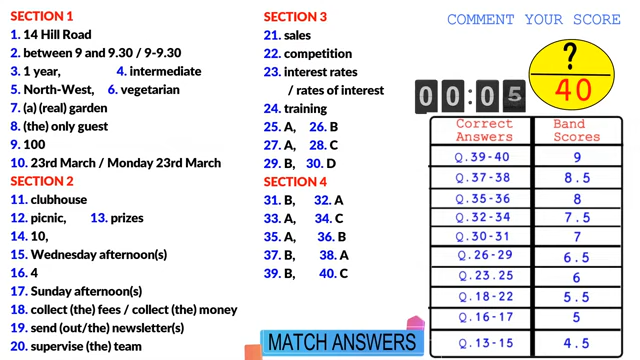 SECTION 1
1. 14 Hill Road
2. between 9 and 9.30 / 9-9.30
3. 1 year, 4. intermediate
5. North-West, 6. vegetarian
7. (a) (real) garden
8. (the) only guest
9. 100
10. 23rd March / Monday 23rd March
SECTION 2
11. clubhouse
12. picnic, 13. prizes
14. 10,
15. Wednesday afternoon(s)
16. 4
17. Sunday afternoon(s)
18. collect (the) fees / collect (the) money
19. send (out/the) newsletter(s)
20. supervise (the) team
SECTION 3
21. sales
22. competition
23. interest rates
/ rates of interest
24. training
25. A, 26. B
27. A, 28. C
29. B, 30. D
SECTION 4
31. B, 32. A
33. A, 34. C
35. A, 36. B
37. B, 38. A
39. B, 40. C
MATCH ANSWERS
COMMENT YOUR SCORE
?
40
00:05
Correct Answers Band Scores
Q.39-40 9
Q.37-38 8.5
Q.35-36 8
Q.32-34 7.5
Q.30-31 7
Q.26-29 6.5
Q.23.25 6
Q.18-22 5.5
Q.16-17 5
Q.13-15 4.5